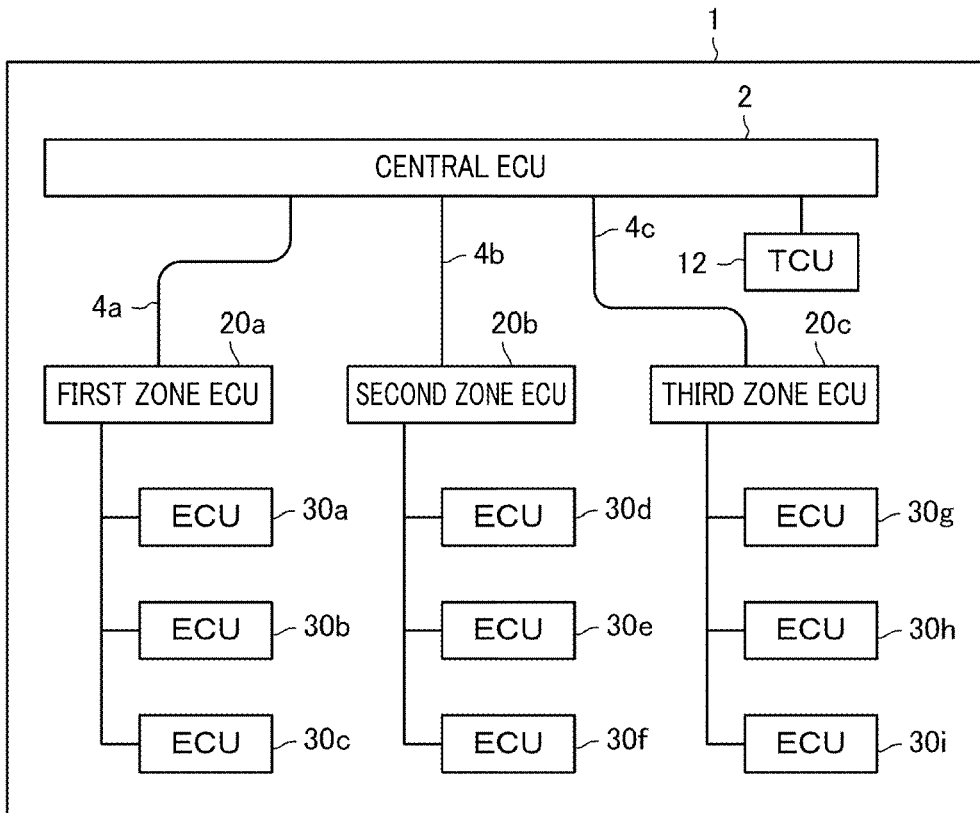 1
2
CENTRAL ECU
4a
4b
4c
12
TCU
20a
20b
20c
FIRST ZONE ECU
SECOND ZONE ECU
THIRD ZONE ECU
ECU
30a
ECU
30d
ECU
30g
ECU
30b
ECU
30e
ECU
30h
ECU
30c
ECU
30f
ECU
30i